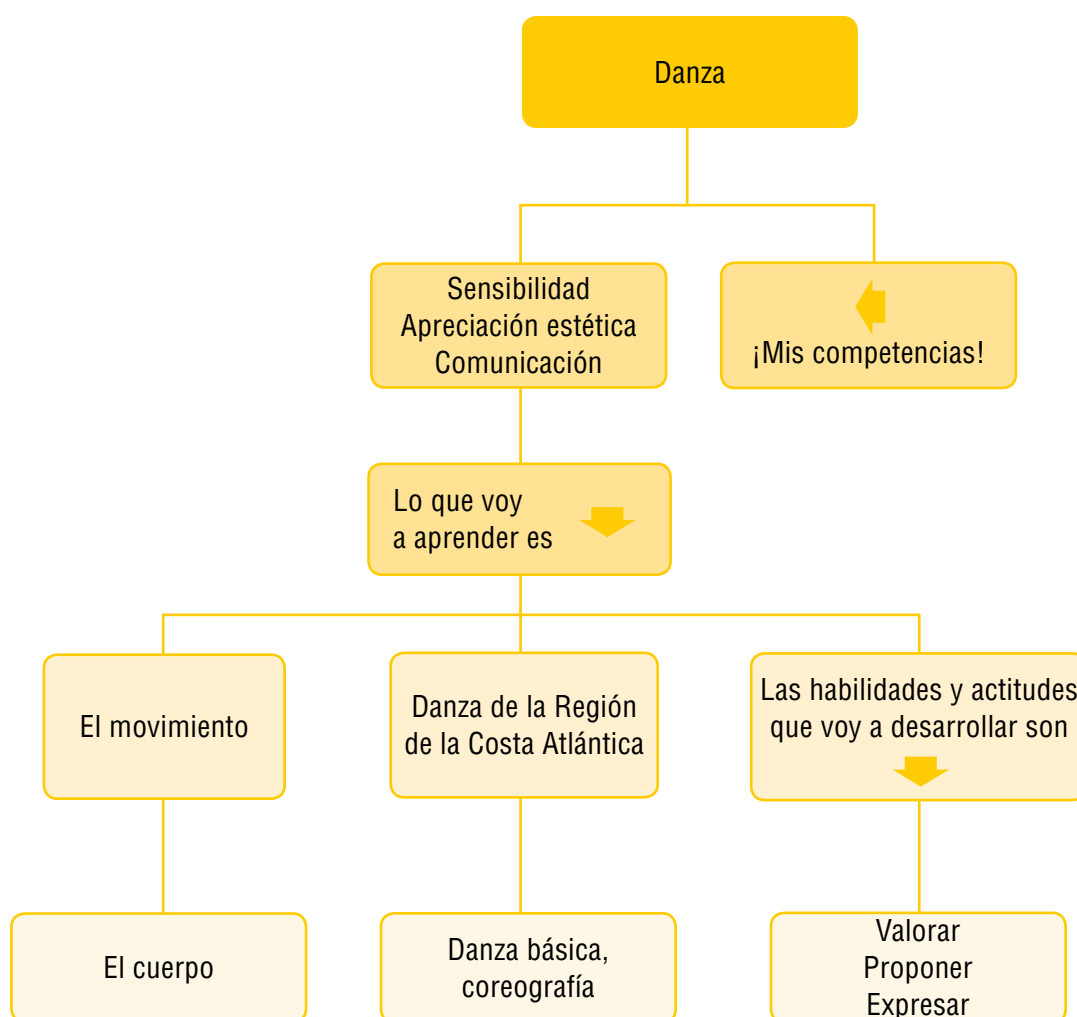 Danza
Sensibilidad
Apreciación estética
Comunicación
¡Mis competencias!
Lo que voy
a aprender es
El movimiento
Danza de la Región
de la Costa Atlántica
Las habilidades y actitudes
que voy a desarrollar son
El cuerpo
Danza básica,
coreografía
Valorar
Proponer
Expresar